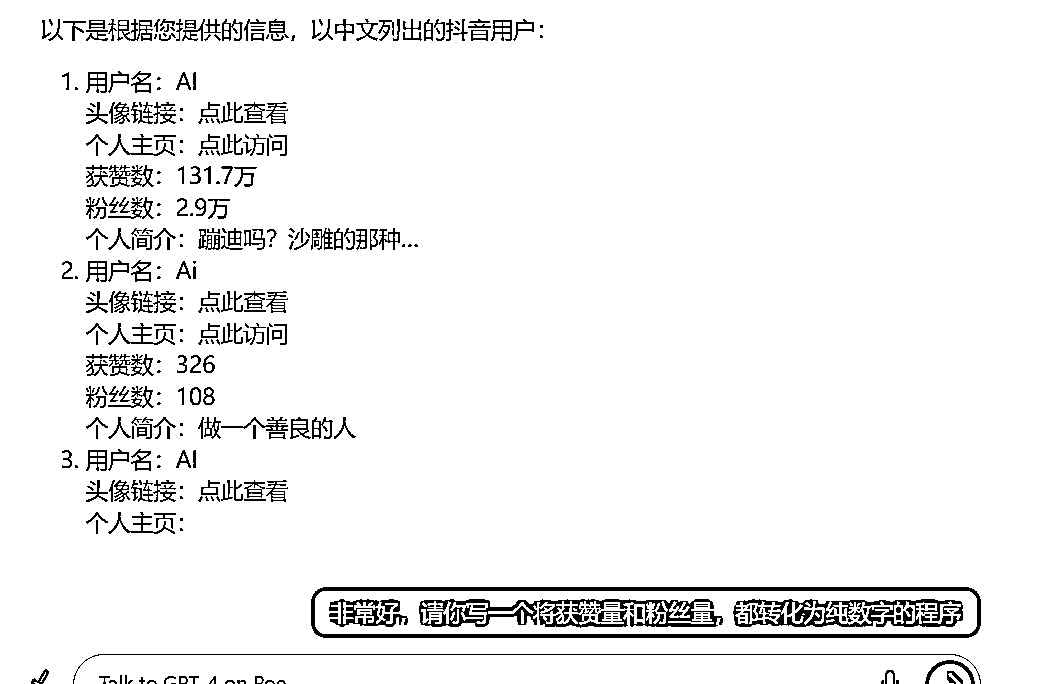 以下是根据您提供的信息，以中文列出的抖音用户：
1. 用户名：AI
头像链接：点此查看
个人主页：点此访问
获赞数：131.7万
粉丝数：2.9万
个人简介：蹦迪吗？沙雕的那种...
2. 用户名：Ai
头像链接：点此查看
个人主页：点此访问
获赞数：326
粉丝数：108
个人简介：做一个善良的人
3. 用户名：AI
头像链接：点此查看
个人主页：
非常好，请你写一个将获赞量和粉丝量，都转化为纯数字的程序
Talk to GPT-4 on Poe